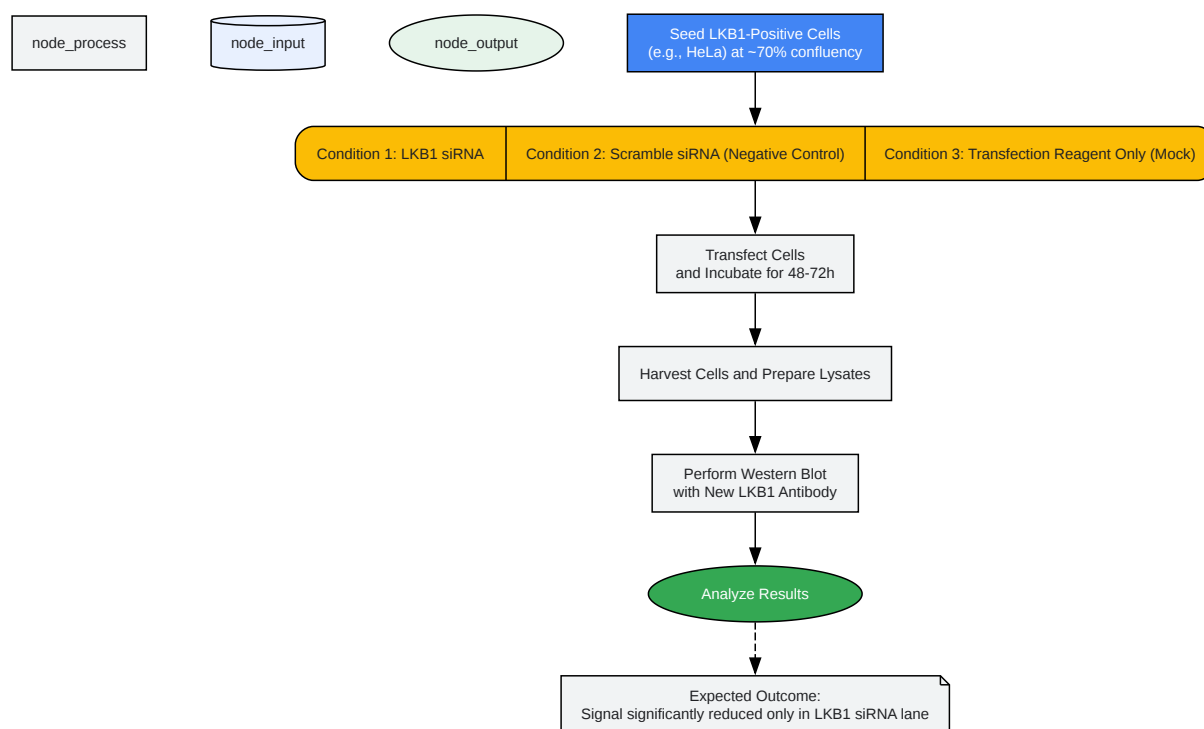 node_process
node_input
node_output
Seed LKB1-Positive Cells
(e.g., HeLa) at ~70% confluency
Condition 1: LKB1 siRNA
Condition 2: Scramble siRNA (Negative Control)
Condition 3: Transfection Reagent Only (Mock)
Transfect Cells
and Incubate for 48-72h
Harvest Cells and Prepare Lysates
Perform Western Blot
with New LKB1 Antibody
Analyze Results
Expected Outcome:
Signal significantly reduced only in LKB1 siRNA lane